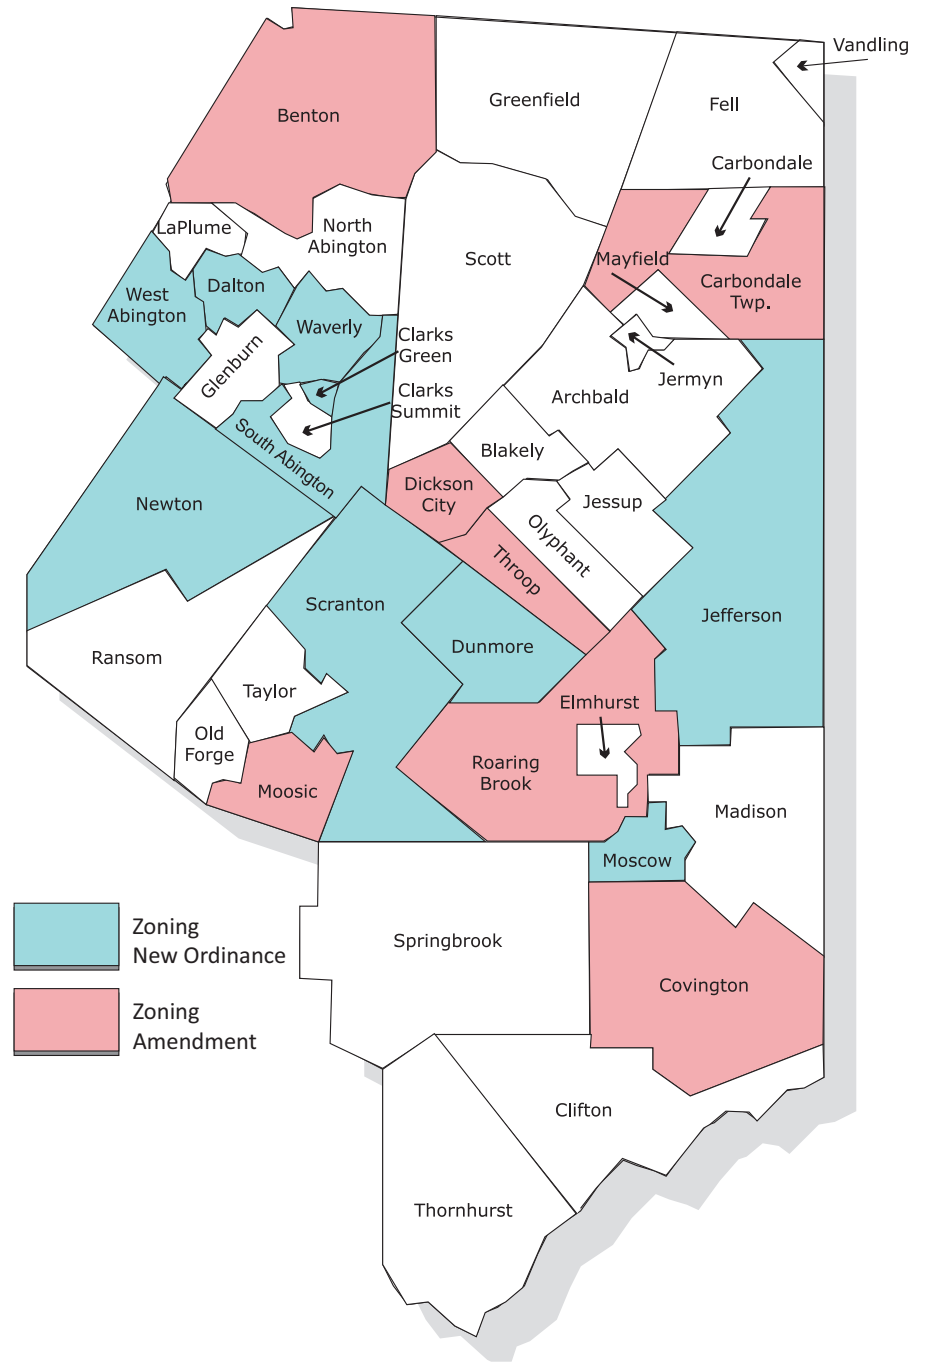 Vandling
Greenfield
Fell
Benton
Carbondale
LaPlume
North
Abington
Scott
Mayfield
Carbondale
Twp.
West
Abington
Dalton
Waverly
Clarks
Green
Glenburn
Jermyn
Clarks
Summit
Archbald
South Abington
Blakely
Dickson
City
Jessup
Newton
Olyphant
Throop
Scranton
Jefferson
Dunmore
Ransom
Taylor
Elmhurst
Old
Forge
Roaring
Brook
Moosic
Madison
Moscow
Zoning
New Ordinance
Springbrook
Covington
Zoning
Amendment
Clifton
Thornhurst